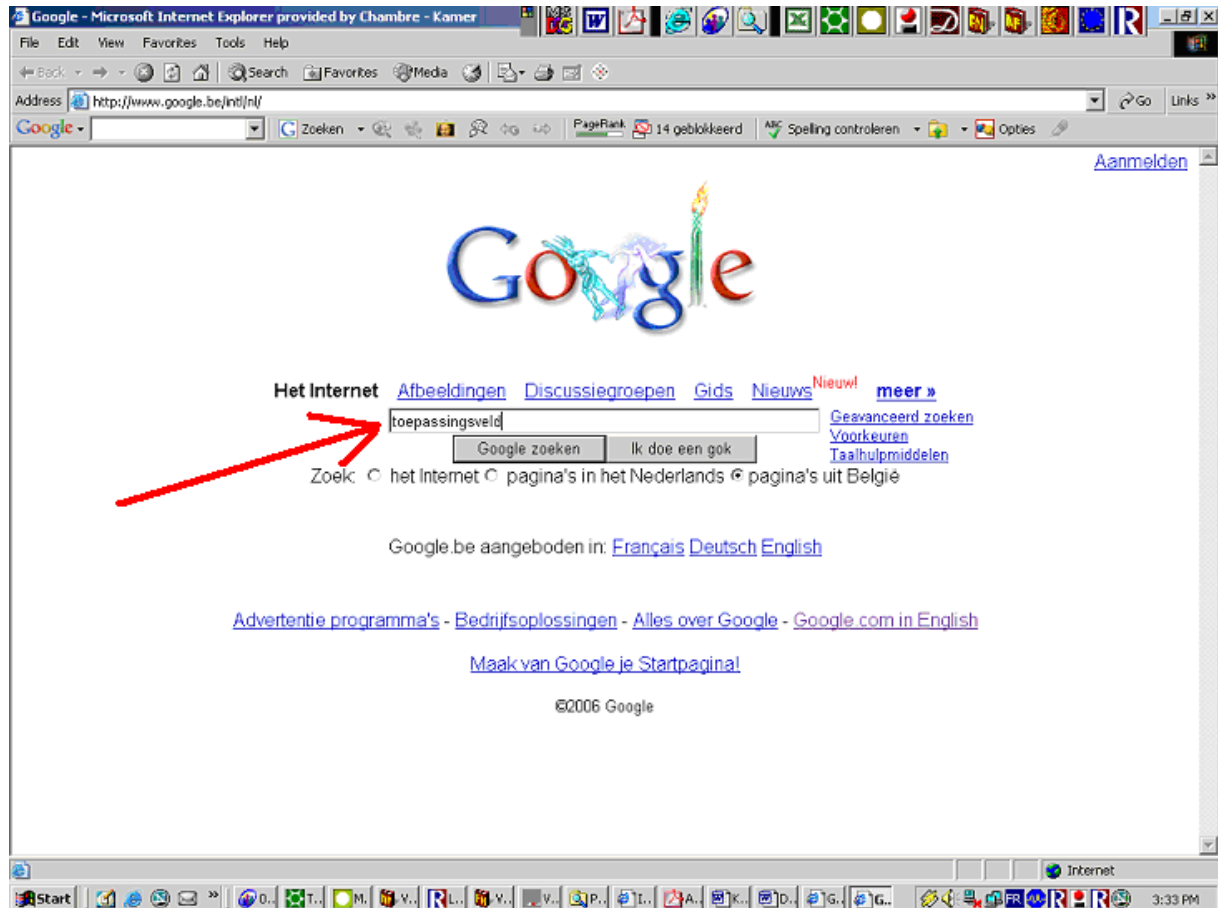 Google - Microsoft Internet Explorer provided by Chambre - Kamer
File Edit View Favorites Tools Help
Back Search Favorites Media
Address http://www.google.be/intl/nl/ Go Links »
Google Zoeken PageRank 14 geblokkeerd ABC Spelling controleren Opties
Aanmelden
Google
Het Internet Afbeeldingen Discussiegroepen Gids Nieuws Nieuw! meer »
toepassingsveld Geavanceerd zoeken
Voorkeuren
Google zoeken Ik doe een gok Taalhulpmiddelen
Zoek: het Internet pagina's in het Nederlands pagina's uit België
Google.be aangeboden in: Français Deutsch English
Advertentie programma's - Bedrijfsoplossingen - Alles over Google - Google.com in English
Maak van Google je Startpagina!
©2006 Google
Internet
Start » O.. T.. M.. V.. L.. V.. V.. P.. I.. A.. K.. D.. G.. G.. FR 3:33 PM